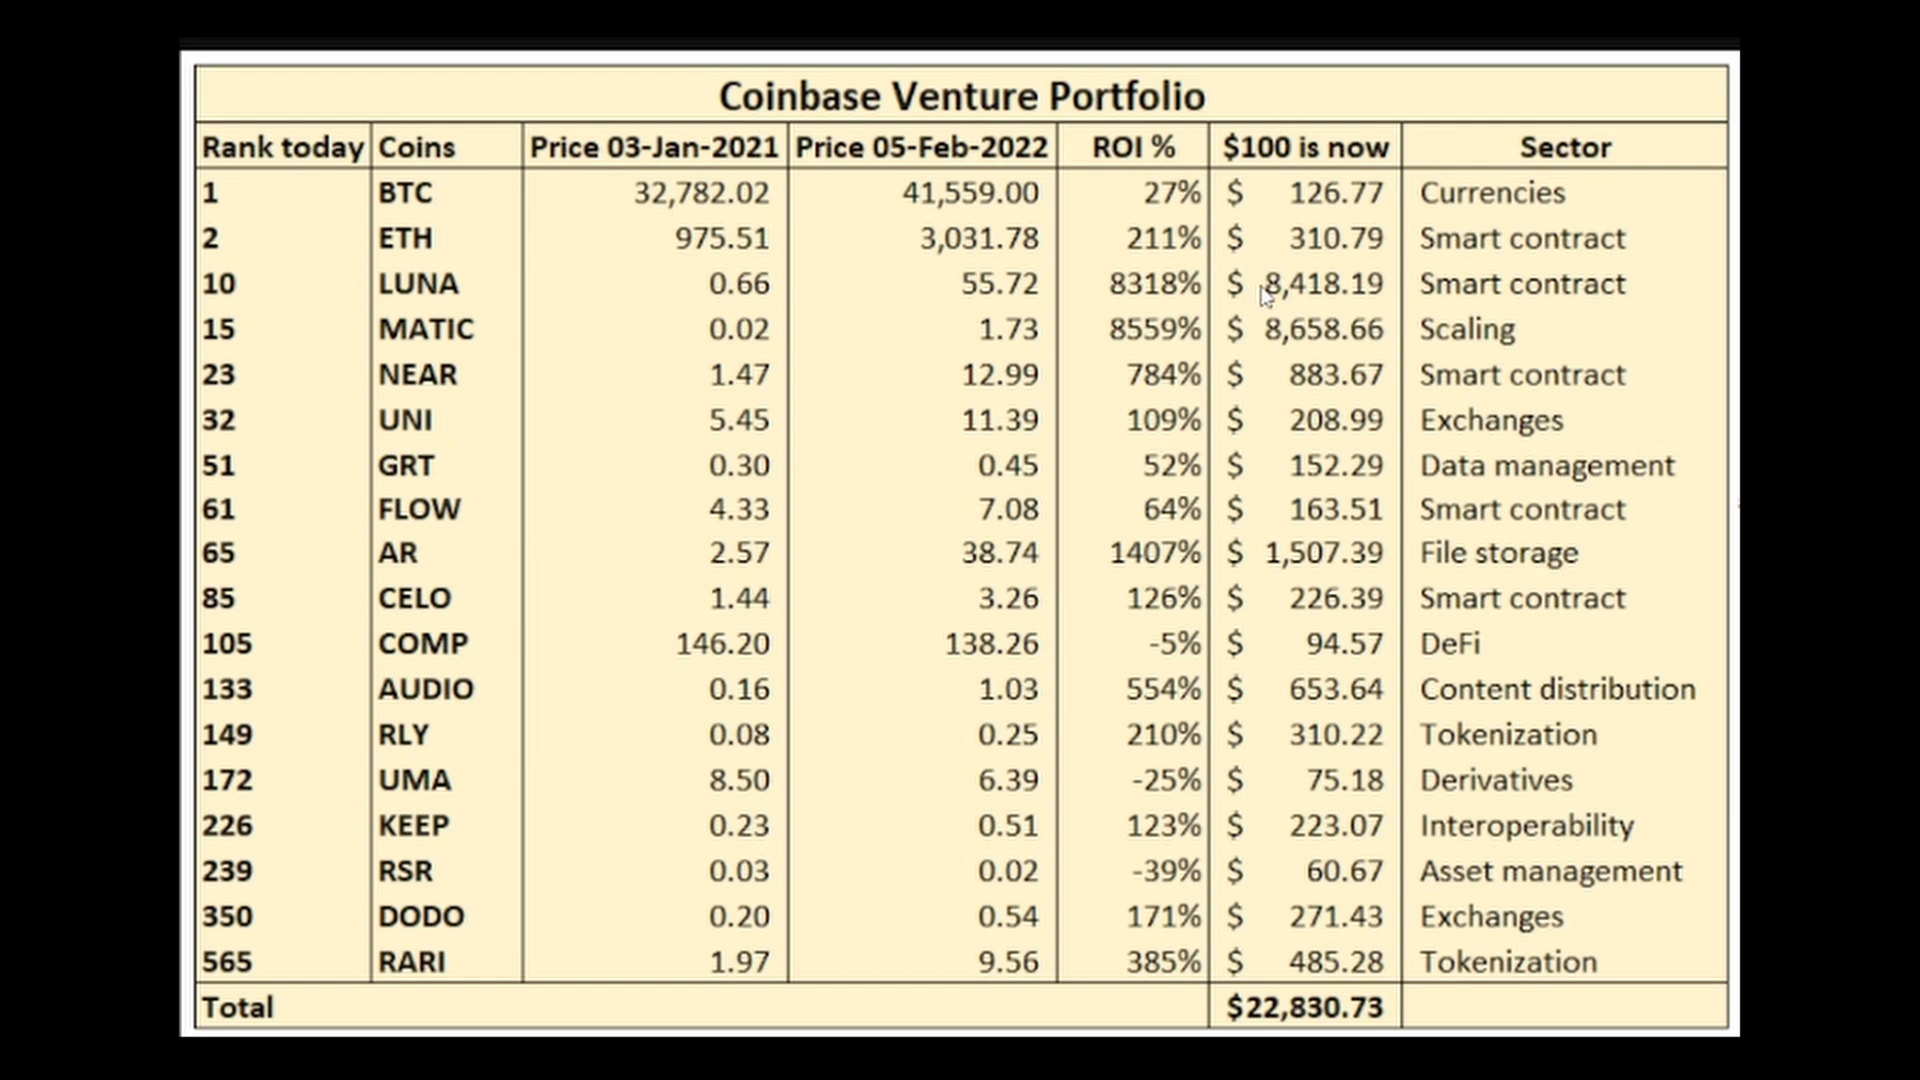 Coinbase Venture Portfolio
Rank today Coins Price 03-Jan-2021 Price 05-Feb-2022 ROI % $100 is now Sector
1 BTC 32,782.02 41,559.00 27% $ 126.77 Currencies
2 ETH 975.51 3,031.78 211% $ 310.79 Smart contract
10 LUNA 0.66 55.72 8318% $ 8,418.19 Smart contract
15 MATIC 0.02 1.73 8559% $ 8,658.66 Scaling
23 NEAR 1.47 12.99 784% $ 883.67 Smart contract
32 UNI 5.45 11.39 109% $ 208.99 Exchanges
51 GRT 0.30 0.45 52% $ 152.29 Data management
61 FLOW 4.33 7.08 64% $ 163.51 Smart contract
65 AR 2.57 38.74 1407% $ 1,507.39 File storage
85 CELO 1.44 3.26 126% $ 226.39 Smart contract
105 COMP 146.20 138.26 -5% $ 94.57 DeFi
133 AUDIO 0.16 1.03 554% $ 653.64 Content distribution
149 RLY 0.08 0.25 210% $ 310.22 Tokenization
172 UMA 8.50 6.39 -25% $ 75.18 Derivatives
226 KEEP 0.23 0.51 123% $ 223.07 Interoperability
239 RSR 0.03 0.02 -39% $ 60.67 Asset management
350 DODO 0.20 0.54 171% $ 271.43 Exchanges
565 RARI 1.97 9.56 385% $ 485.28 Tokenization
Total $22,830.73